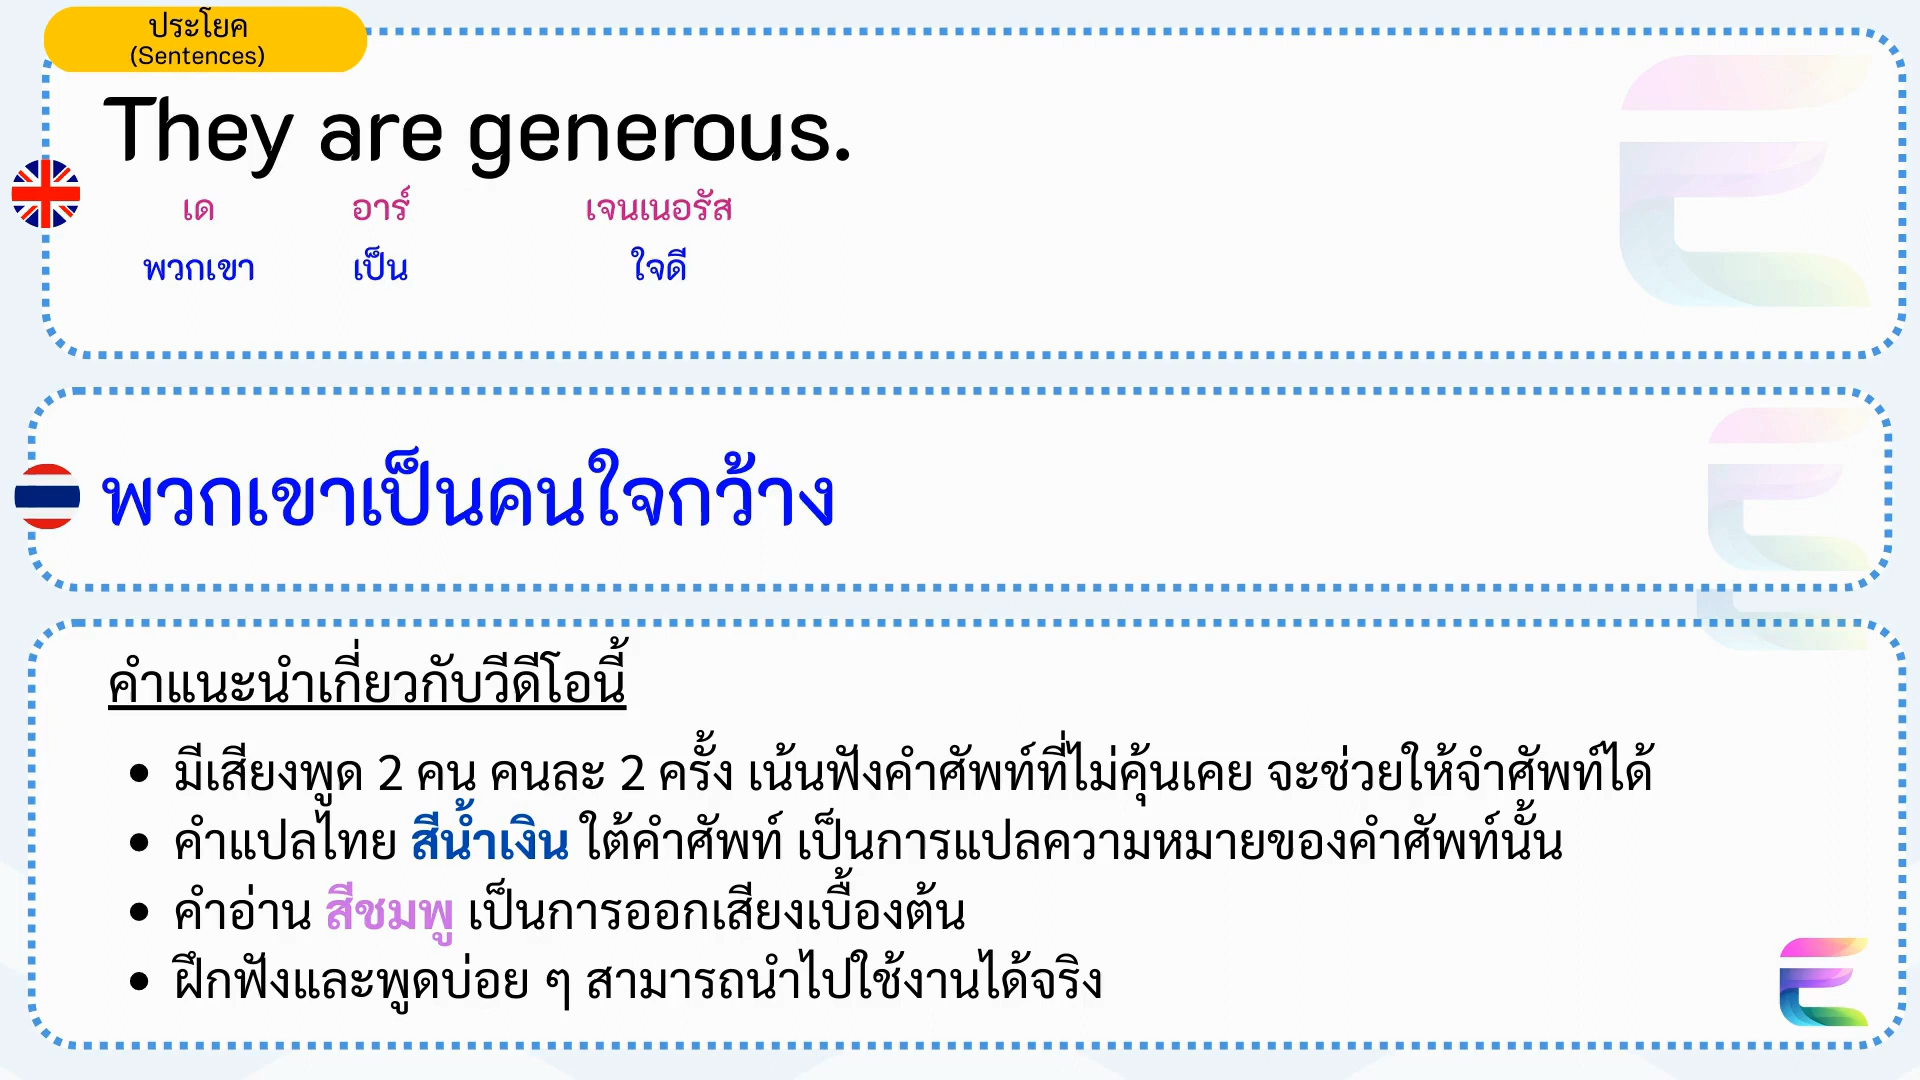 ประโยค
(Sentences)
They are generous.
เด อาร์ เจนเนอรัส
พวกเขา เป็น ใจดี
พวกเขาเป็นคนใจกว้าง
คำแนะนำเกี่ยวกับวีดีโอนี้
• มีเสียงพูด 2 คน คนละ 2 ครั้ง เน้นฟังคำศัพท์ที่ไม่คุ้นเคย จะช่วยให้จำศัพท์ได้
• คำแปลไทย สีน้ำเงิน ใต้คำศัพท์ เป็นการแปลความหมายของคำศัพท์นั้น
• คำอ่าน สีชมพู เป็นการออกเสียงเบื้องต้น
• ฝึกฟังและพูดบ่อย ๆ สามารถนำไปใช้งานได้จริง